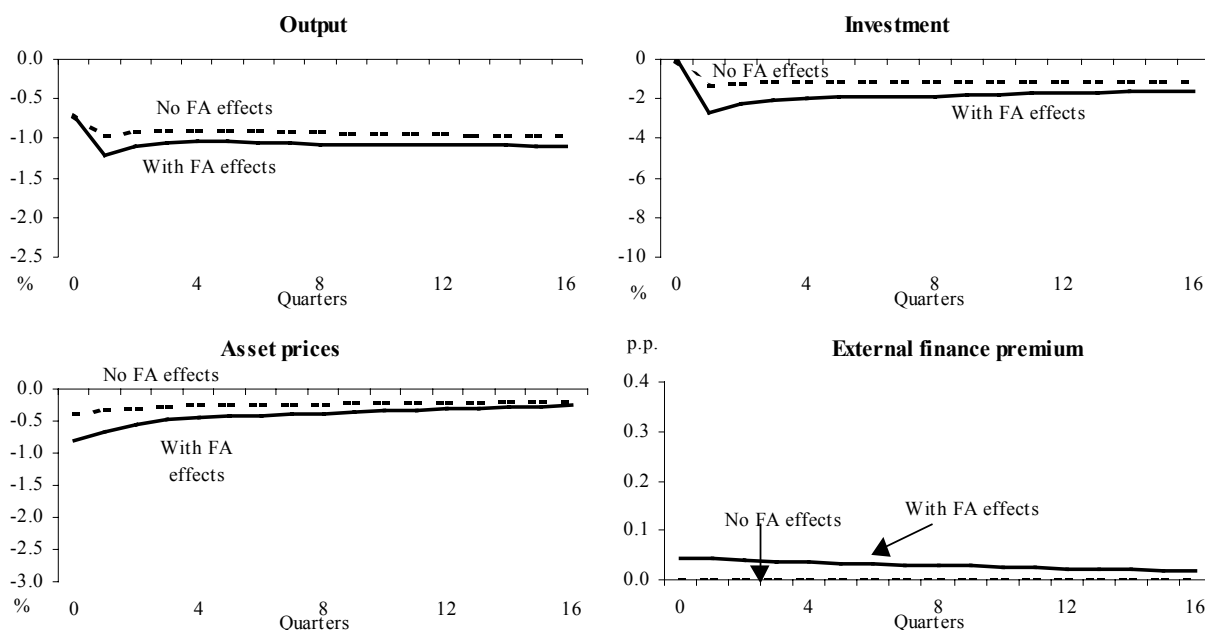 Output
0.0
-0.5
-1.0
-1.5
-2.0
-2.5
%
No FA effects
With FA effects
0 4 8 12 16
Quarters
Investment
0
-2
-4
-6
-8
-10
%
No FA effects
With FA effects
0 4 8 12 16
Quarters
Asset prices
No FA effects
0.0
-0.5
-1.0
-1.5
-2.0
-2.5
-3.0
%
With FA
effects
0 4 8 12 16
Quarters
p.p.
External finance premium
0.4
0.3
0.2
0.1
0.0
No FA effects
With FA effects
0 4 8 12 16
Quarters